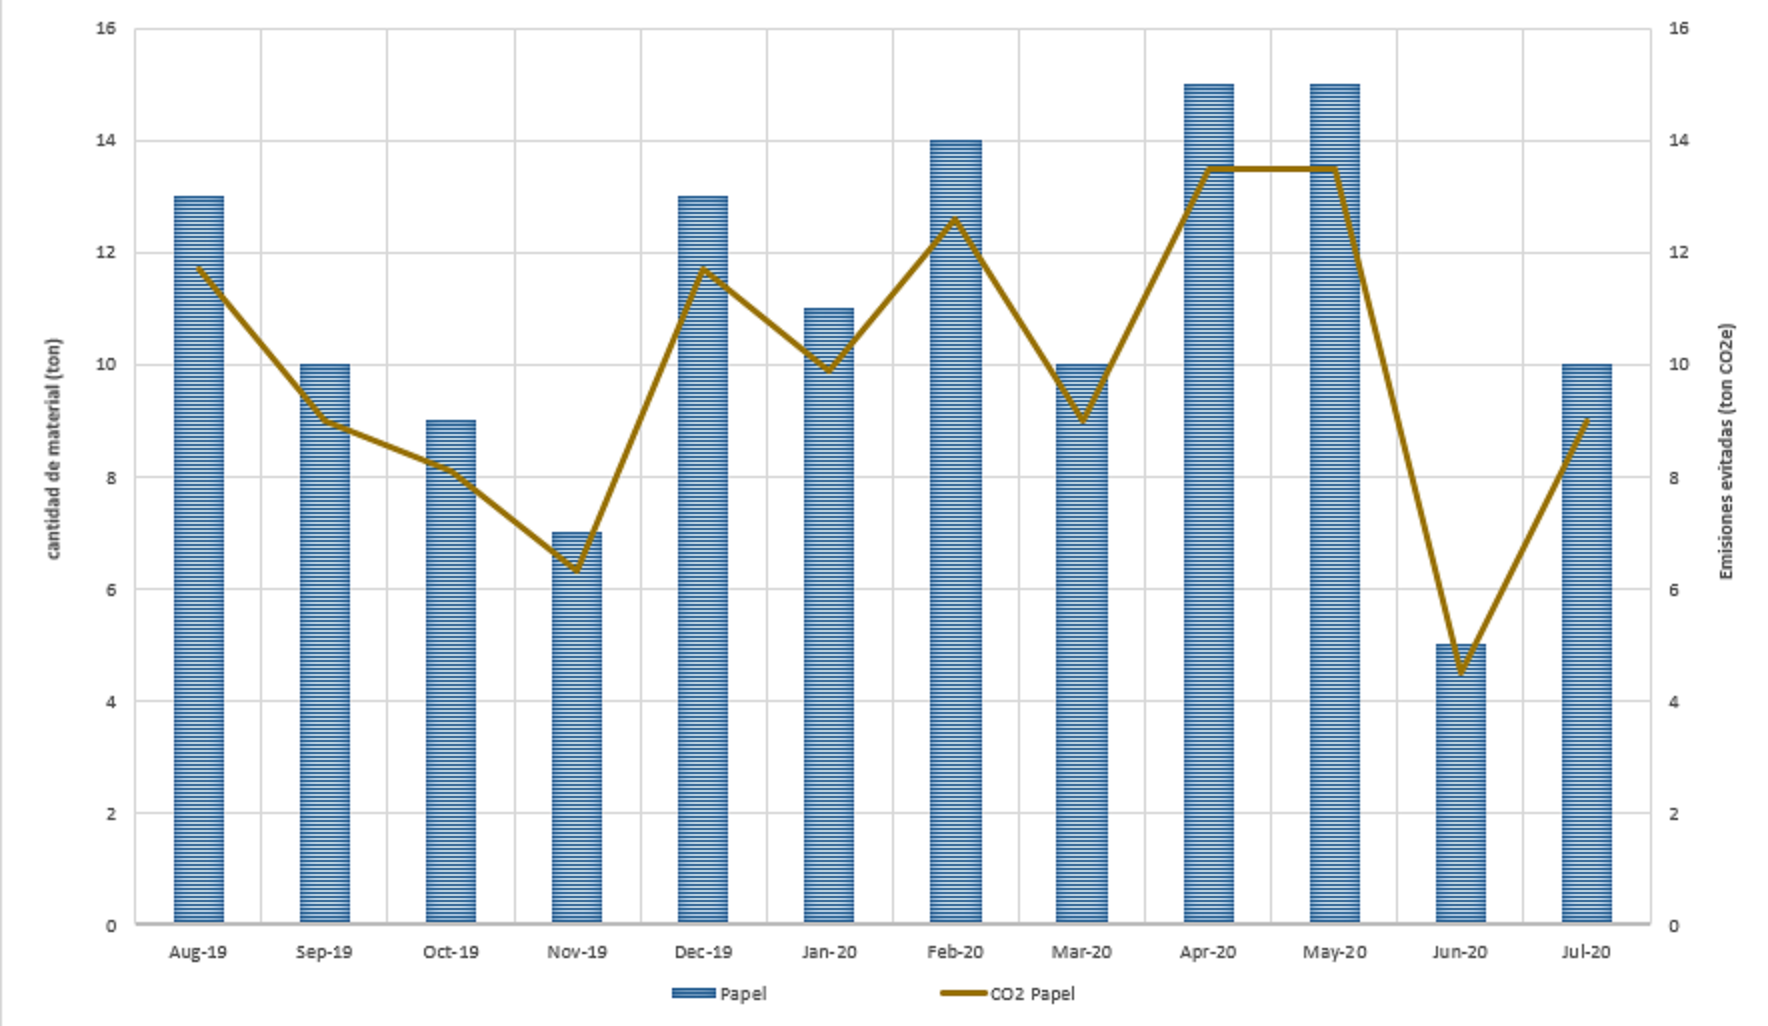 16 16
14 14
12 12
10 10
8 8
6 6
4 4
2 2
0 0
cantidad de material (ton)
Emisiones evitadas (ton CO2e)
Aug-19 Sep-19 Oct-19 Nov-19 Dec-19 Jan-20 Feb-20 Mar-20 Apr-20 May-20 Jun-20 Jul-20
Papel CO2 Papel